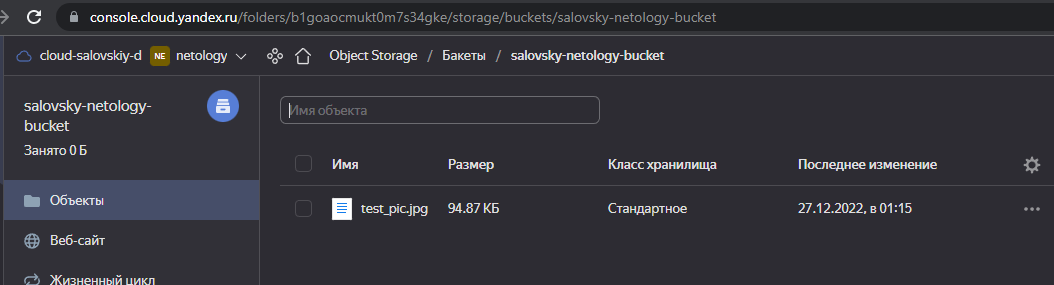 console.cloud.yandex.ru/folders/b1goaocmukt0m7s34gke/storage/buckets/salovsky-netology-bucket
cloud-salovskiy-d NE netology Object Storage / Бакеты / salovsky-netology-bucket
salovsky-netology-
bucket
Занято 0 Б
Имя объекта
Имя Размер Класс хранилища Последнее изменение
test_pic.jpg 94.87 КБ Стандартное 27.12.2022, в 01:15
Объекты
Веб-сайт
Жизненный цикл